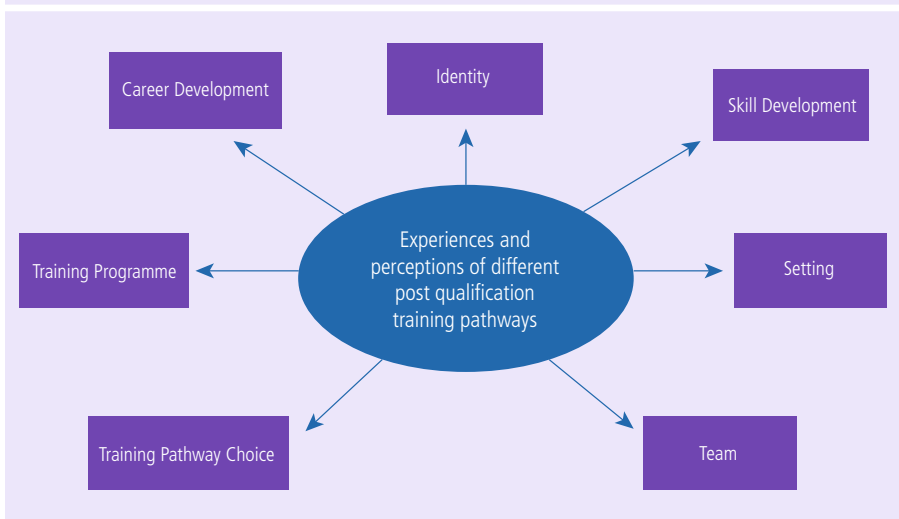 Identity
Career Development
Skill Development
Experiences and
perceptions of different
post qualification
training pathways
Training Programme
Setting
Training Pathway Choice
Team